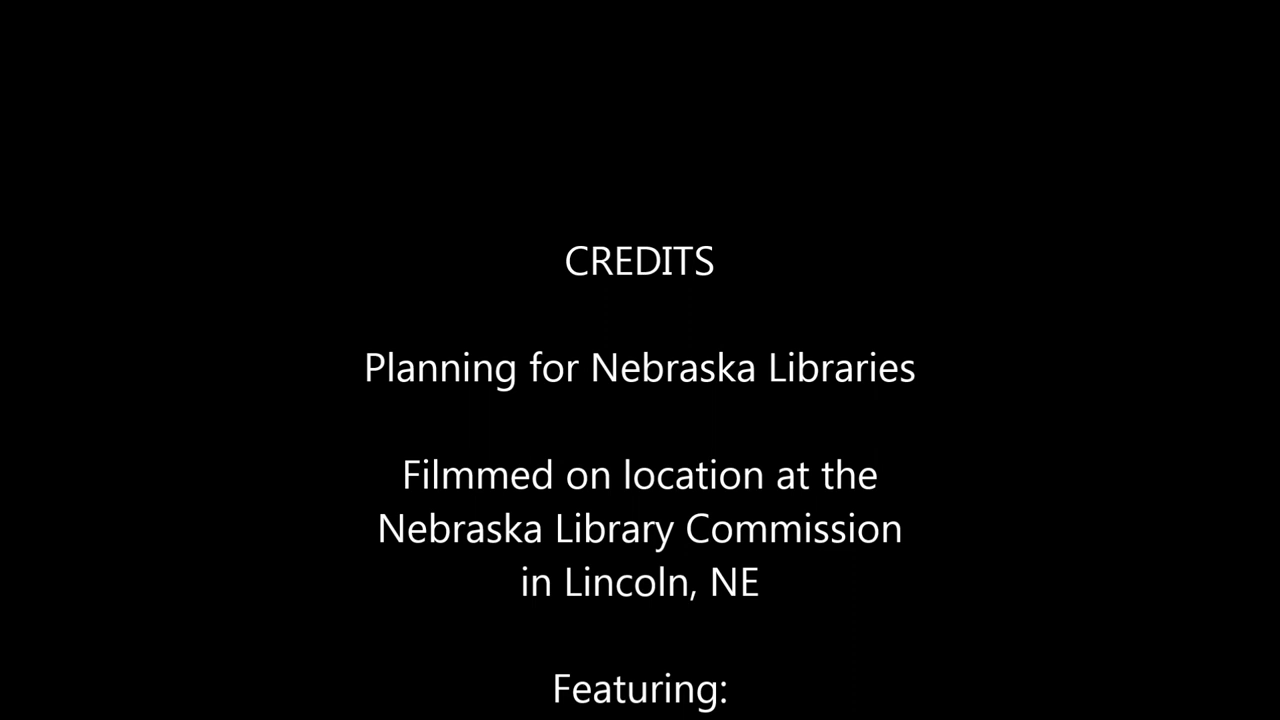 CREDITS
Planning for Nebraska Libraries
Filmmed on location at the
Nebraska Library Commission
in Lincoln, NE
Featuring: